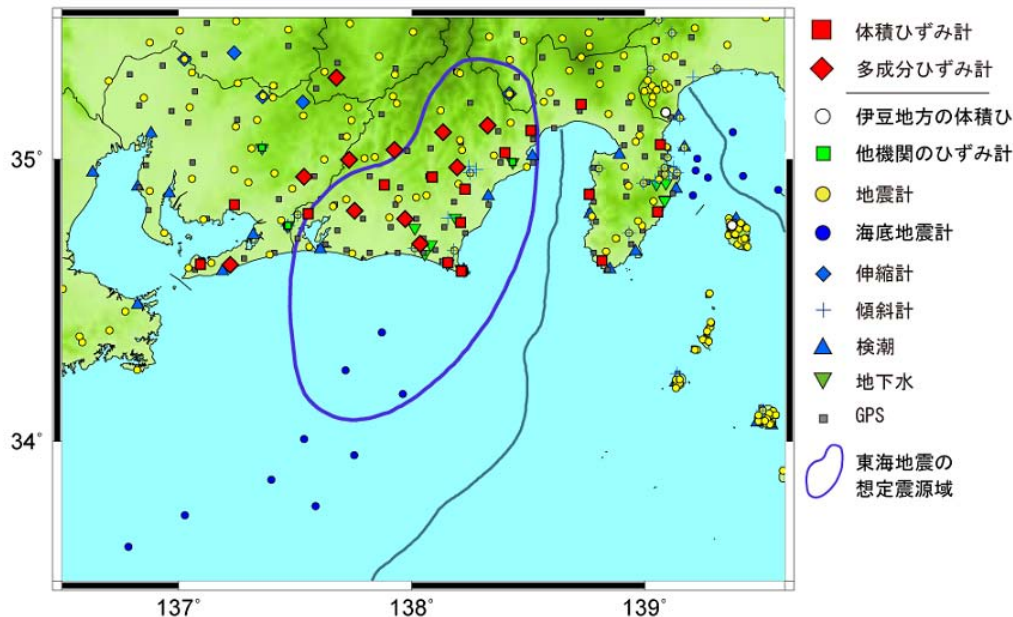 35°
34°
137°
138°
139°
体積ひずみ計
多成分ひずみ計
伊豆地方の体積ひ
他機関のひずみ計
地震計
海底地震計
伸縮計
傾斜計
検潮
地下水
GPS
東海地震の
想定震源域